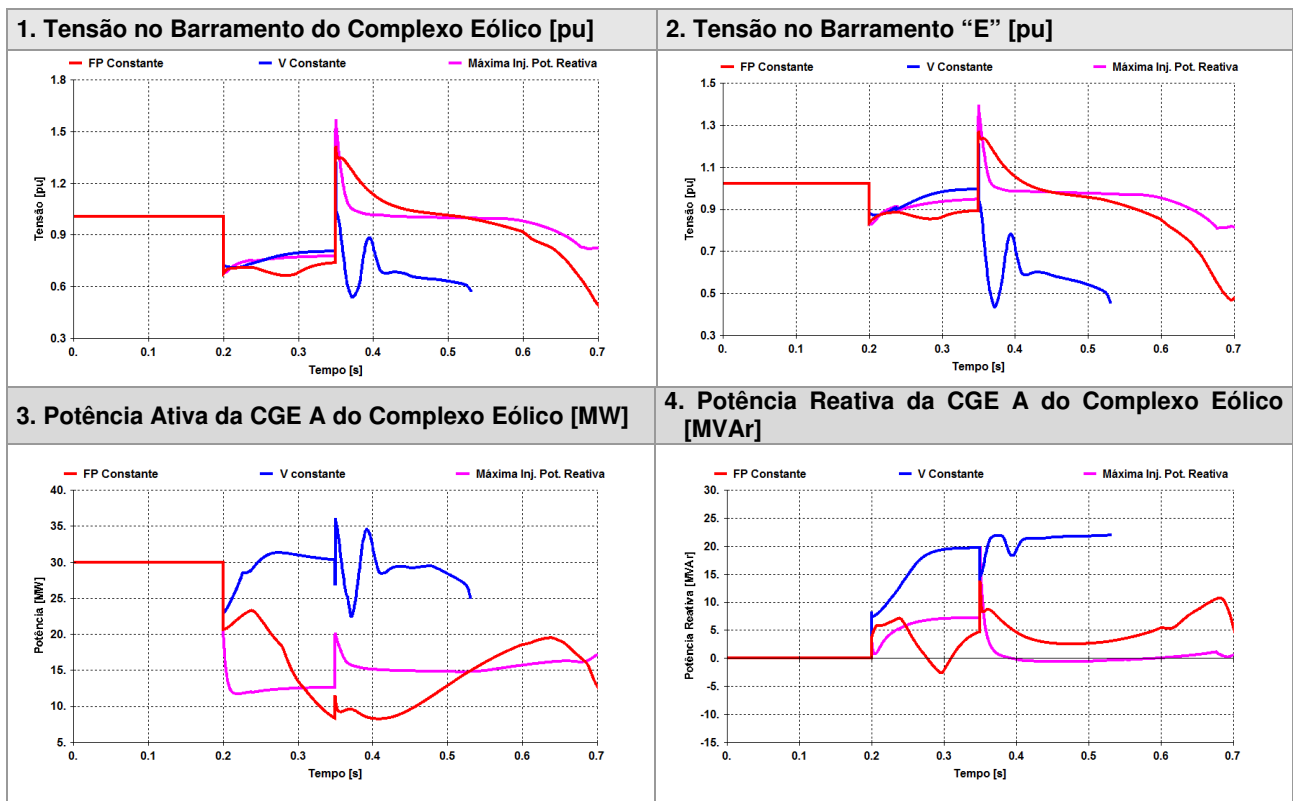 1. Tensão no Barramento do Complexo Eólico [pu]
FP Constante V Constante Máxima Inj. Pot. Reativa
1.8
1.5
1.2
0.9
0.6
0.3
Tensão [pu]
0. 0.1 0.2 0.3 0.4 0.5 0.6 0.7
Tempo [s]
2. Tensão no Barramento “E” [pu]
FP Constante V Constante Máxima Inj. Pot. Reativa
1.5
1.3
1.1
0.9
0.7
0.5
0.3
Tensão [pu]
0. 0.1 0.2 0.3 0.4 0.5 0.6 0.7
Tempo [s]
3. Potência Ativa da CGE A do Complexo Eólico [MW]
FP Constante V constante Máxima Inj. Pot. Reativa
40.
35.
30.
25.
20.
15.
10.
5.
Potência [MW]
0. 0.1 0.2 0.3 0.4 0.5 0.6 0.7
Tempo [s]
4. Potência Reativa da CGE A do Complexo Eólico
[MVAr]
FP Constante V Constante Máxima Inj. Pot. Reativa
30.
25.
20.
15.
10.
5.
0.
-5.
-10.
-15.
Potência Reativa [MVAr]
0. 0.1 0.2 0.3 0.4 0.5 0.6 0.7
Tempo [s]